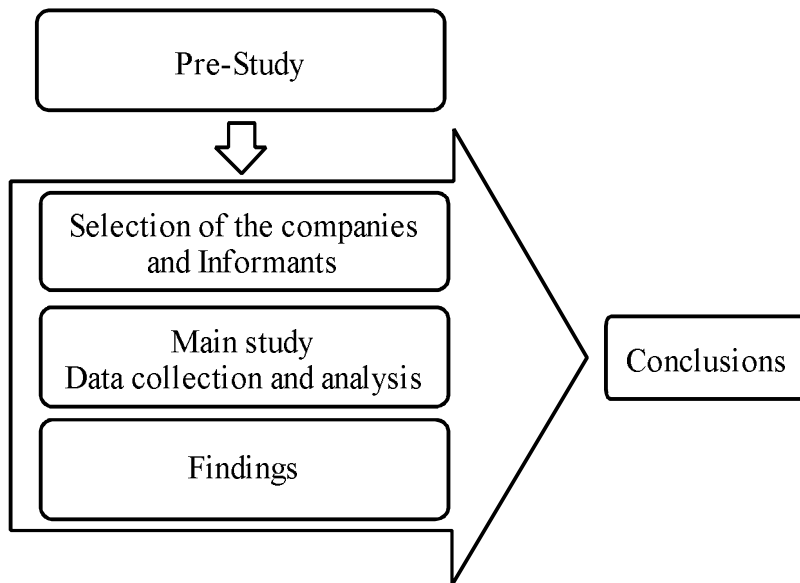 Pre-Study
Selection of the companies
and Informants
Main study
Data collection and analysis
Findings
Conclusions